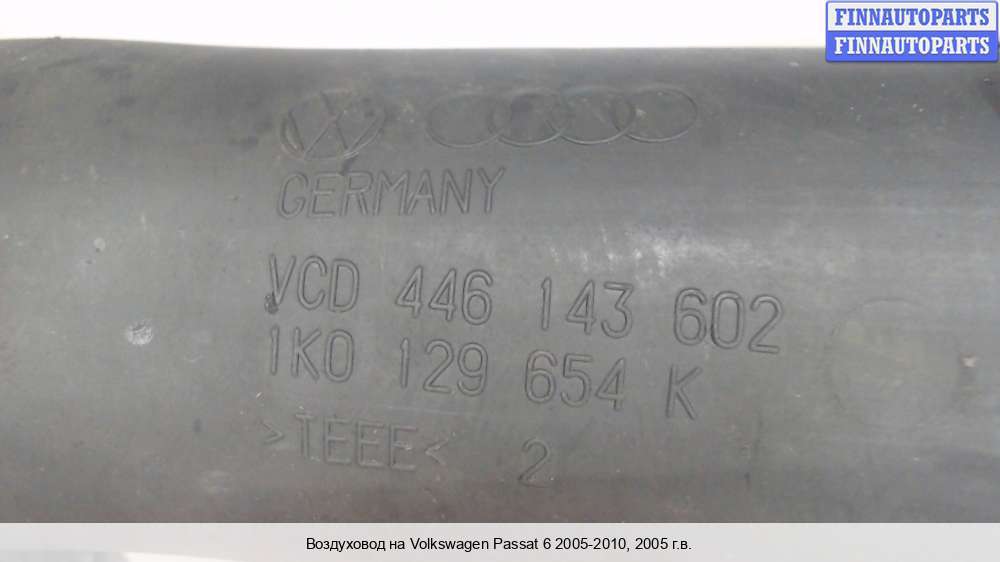 FINNAUTOPARTS
FINNAUTOPARTS
GERMANY
VCD 446 143 602
1K0 129 654 K
>TEEE< 2
Воздуховод на Volkswagen Passat 6 2005-2010, 2005 г.в.